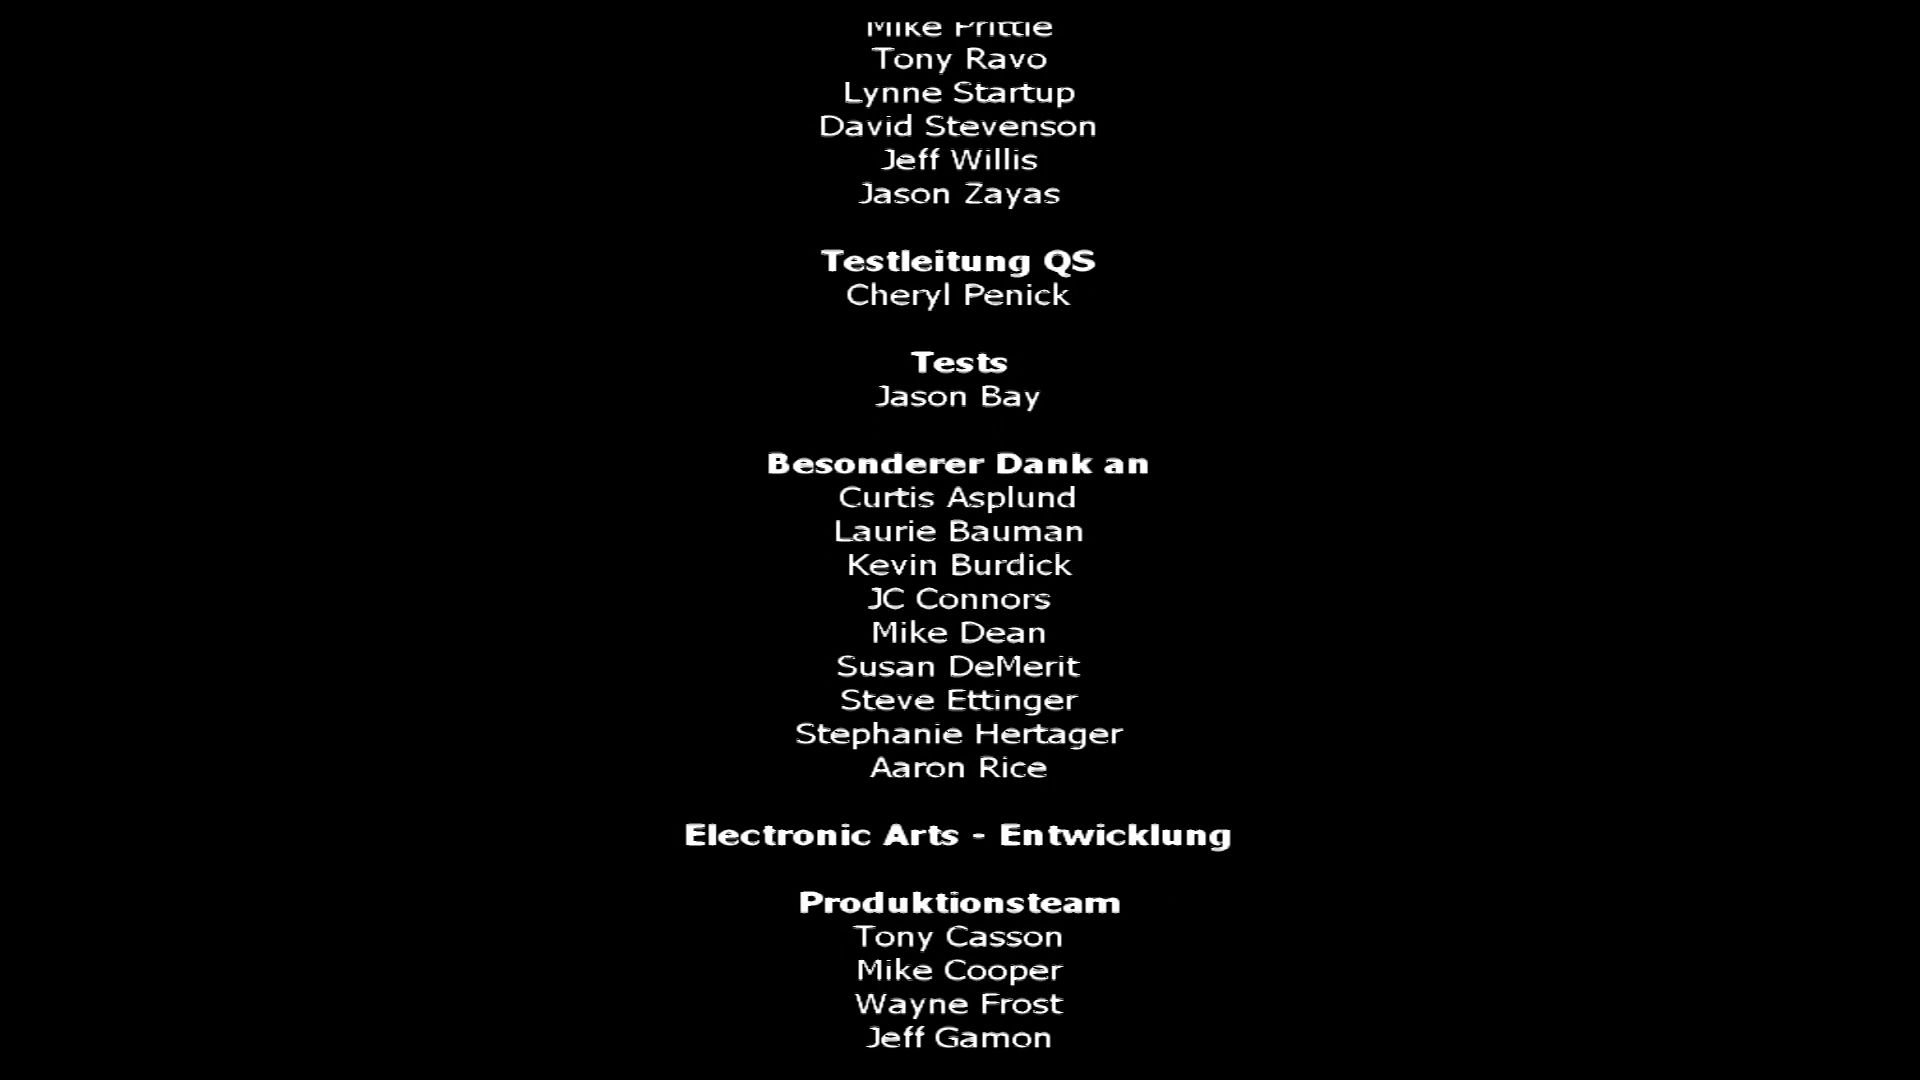 Mike Prittie
Tony Ravo
Lynne Startup
David Stevenson
Jeff Willis
Jason Zayas
Testleitung QS
Cheryl Penick
Tests
Jason Bay
Besonderer Dank an
Curtis Asplund
Laurie Bauman
Kevin Burdick
JC Connors
Mike Dean
Susan DeMerit
Steve Ettinger
Stephanie Hertager
Aaron Rice
Electronic Arts - Entwicklung
Produktionsteam
Tony Casson
Mike Cooper
Wayne Frost
Jeff Gamon